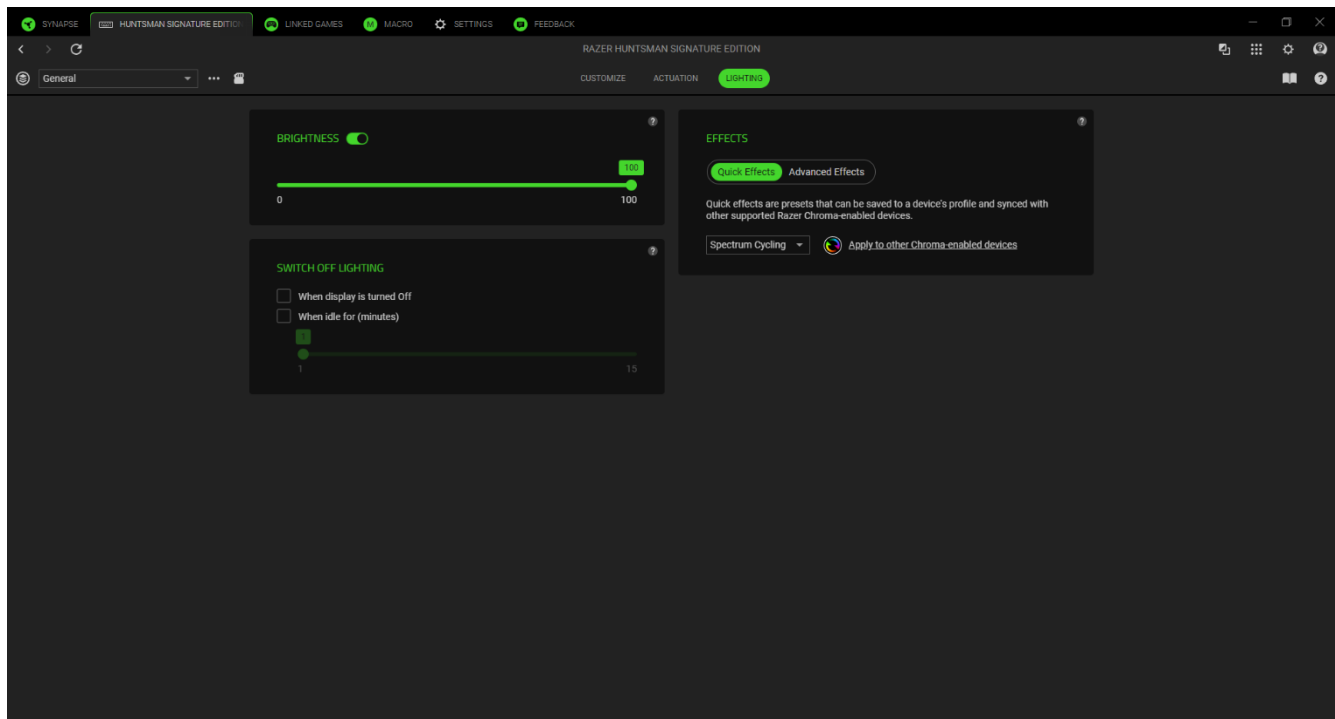 SYNAPSE HUNTSMAN SIGNATURE EDITION LINKED GAMES MACRO SETTINGS FEEDBACK
RAZER HUNTSMAN SIGNATURE EDITION
General CUSTOMIZE ACTUATION LIGHTING
BRIGHTNESS
100
0 100
SWITCH OFF LIGHTING
When display is turned Off
When idle for (minutes)
1
1 15
EFFECTS
Quick Effects Advanced Effects
Quick effects are presets that can be saved to a device's profile and synced with
other supported Razer Chroma-enabled devices.
Spectrum Cycling Apply to other Chroma-enabled devices